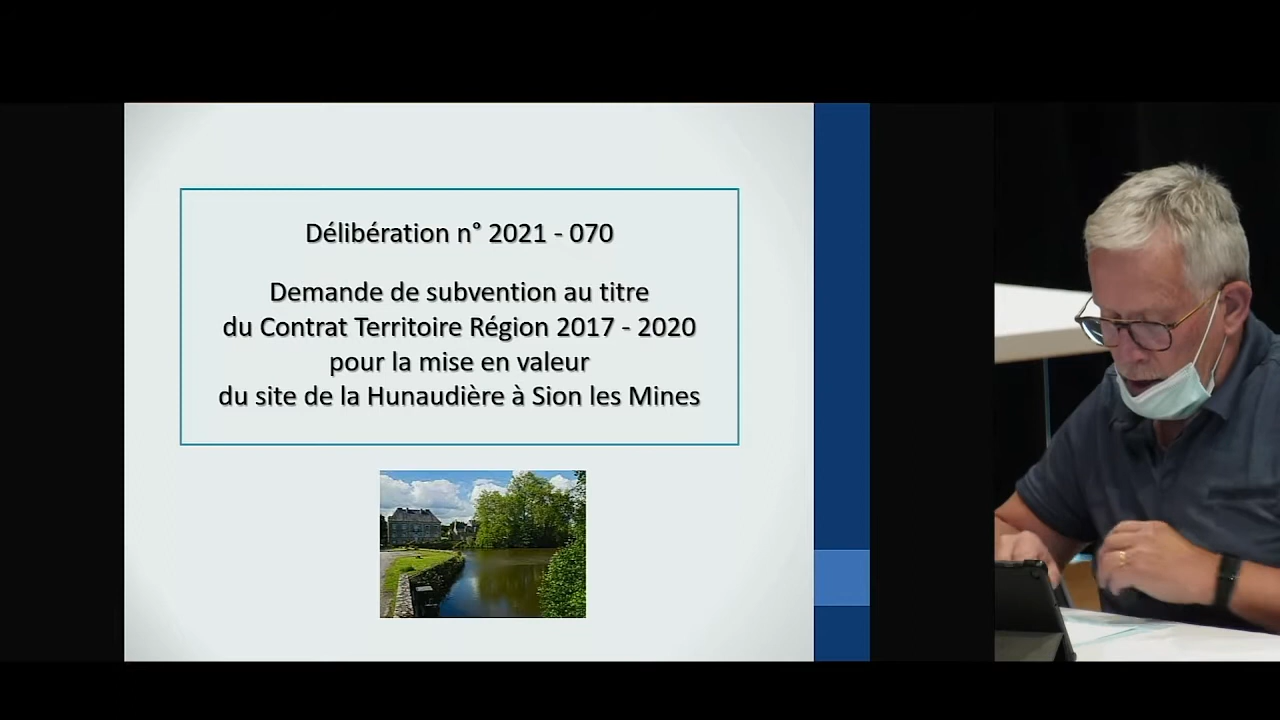 Délibération n° 2021 - 070
Demande de subvention au titre
du Contrat Territoire Région 2017 - 2020
pour la mise en valeur
du site de la Hunaudière à Sion les Mines